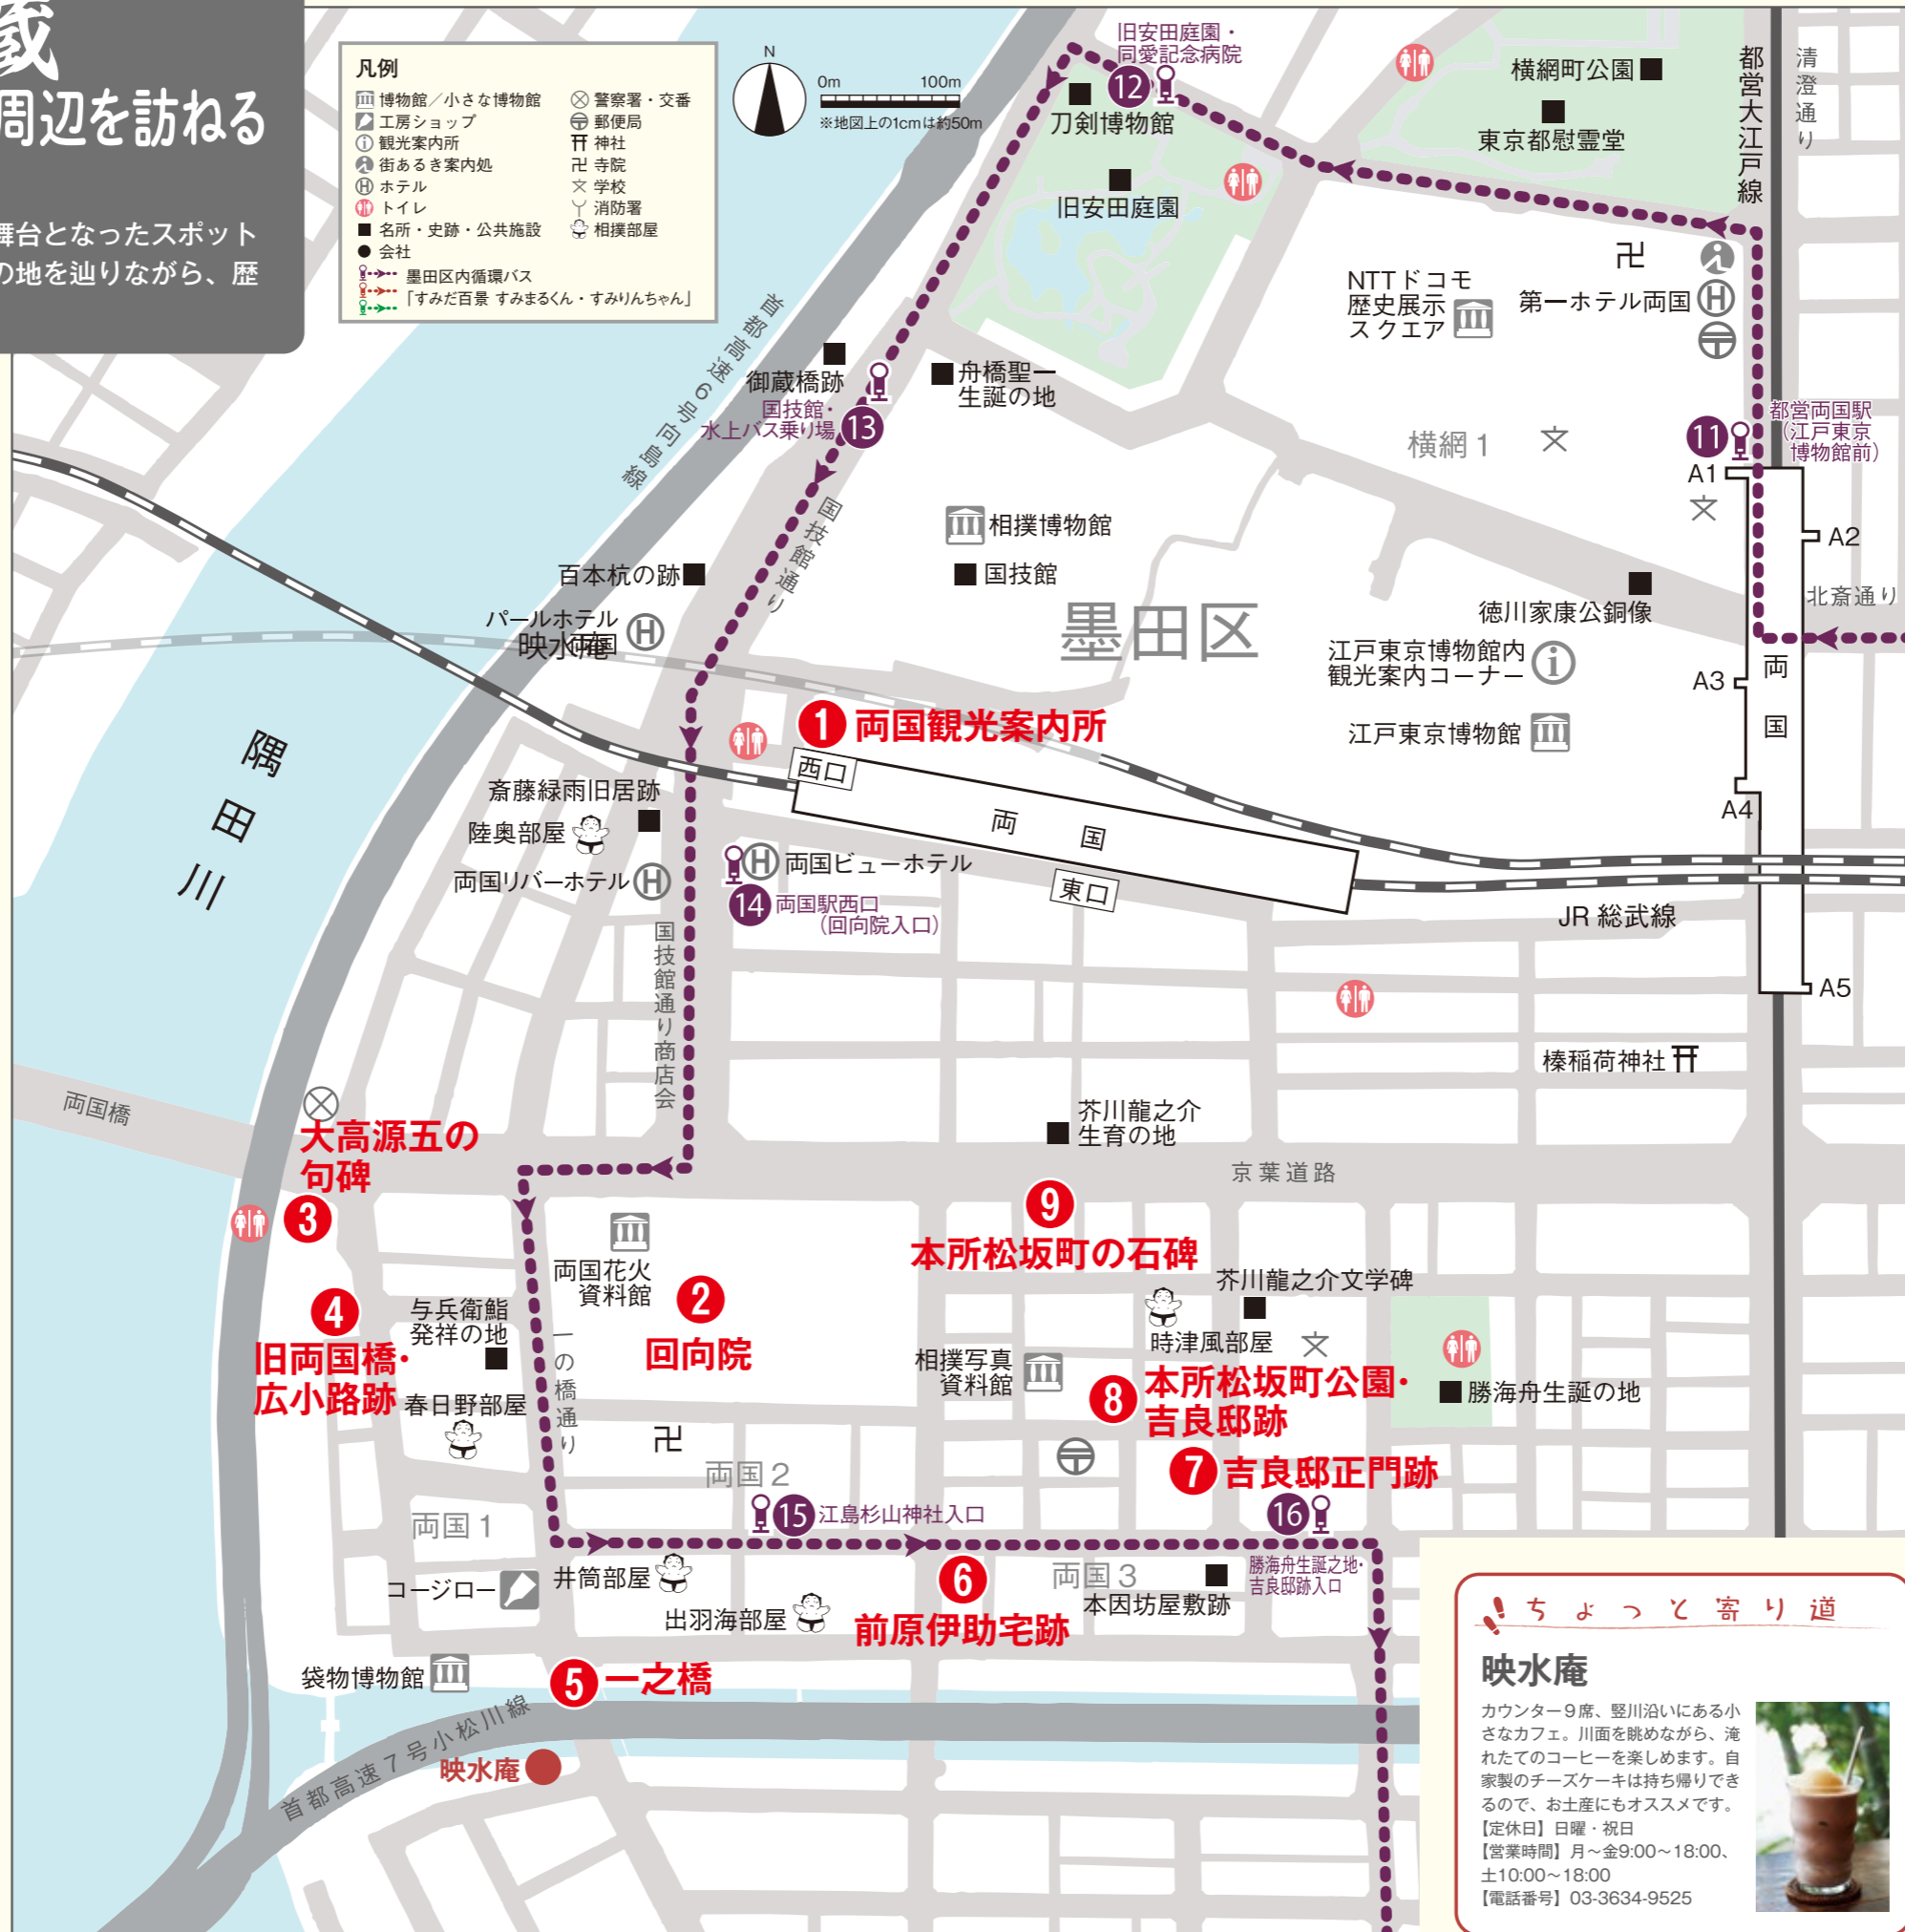 蔵
周辺を訪ねる
舞台となったスポット
の地を辿りながら、歴
凡例
博物館／小さな博物館
工房ショップ
観光案内所
街あるき案内処
ホテル
トイレ
名所・史跡・公共施設
会社
警察署・交番
郵便局
神社
寺院
学校
消防署
相撲部屋
墨田区内循環バス
「すみだ百景 すみまるくん・すみりんちゃん」
N
0m 100m
※地図上の1cmは約50m
旧安田庭園・
同愛記念病院
12
刀剣博物館
旧安田庭園
横網町公園
東京都慰霊堂
都営大江戸線
清澄通り
NTTドコモ
歴史展示
スクエア
第一ホテル両国
首都高速6号向島線
御蔵橋跡
国技館・
水上バス乗り場
13
舟橋聖一
生誕の地
横網1
11
都営両国駅
（江戸東京
博物館前）
A1
A2
国技館通り
相撲博物館
国技館
百本杭の跡
パールホテル
両国
映水庵
墨田区
徳川家康公銅像
北斎通り
江戸東京博物館内
観光案内コーナー
A3
両国
江戸東京博物館
A4
隅田川
1 両国観光案内所
西口
両国
東口
斎藤緑雨旧居跡
陸奥部屋
両国リバーホテル
両国ビューホテル
14
両国駅西口
（回向院入口）
JR 総武線
A5
国技館通り商店会
榛稲荷神社
両国橋
大高源五の
句碑
3
芥川龍之介
生育の地
京葉道路
9
本所松坂町の石碑
両国花火
資料館
2
回向院
4
旧両国橋・
広小路跡
与兵衛鮨
発祥の地
春日野部屋
一の橋通り
芥川龍之介文学碑
時津風部屋
相撲写真
資料館
8
本所松坂町公園・
吉良邸跡
勝海舟生誕の地
7 吉良邸正門跡
両国2
両国1
15 江島杉山神社入口
16
勝海舟生誕之地・
吉良邸跡入口
コージロー
井筒部屋
出羽海部屋
6
前原伊助宅跡
両国3
本因坊屋敷跡
袋物博物館
5 一之橋
首都高速7号小松川線
映水庵
ちょっと寄り道
映水庵
カウンター9席、竪川沿いにある小
さなカフェ。川面を眺めながら、淹
れたてのコーヒーを楽しめます。自
家製のチーズケーキは持ち帰りでき
るので、お土産にもオススメです。
【定休日】日曜・祝日
【営業時間】月～金9:00～18:00、
土10:00～18:00
【電話番号】03-3634-9525